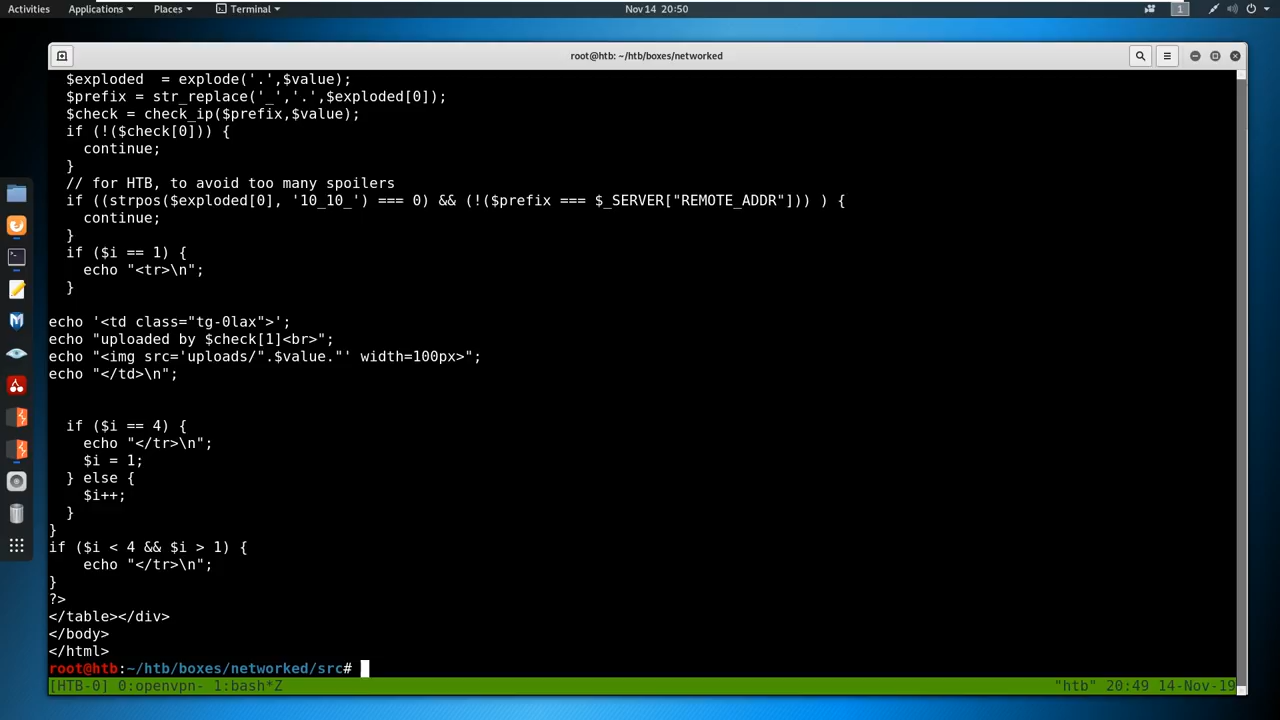 Activities Applications Places Terminal Nov 14 20:50 1
root@htb: ~/htb/boxes/networked
  $exploded  = explode('.',$value);
  $prefix = str_replace('_','.',$exploded[0]);
  $check = check_ip($prefix,$value);
  if (!($check[0])) {
    continue;
  }
  // for HTB, to avoid too many spoilers
  if ((strpos($exploded[0], '10_10_') === 0) && (!($prefix === $_SERVER["REMOTE_ADDR"])) ) {
    continue;
  }
  if ($i == 1) {
    echo "<tr>\n";
  }
echo '<td class="tg-0lax">';
echo "uploaded by $check[1]<br>";
echo "<img src='uploads/".$value."' width=100px>";
echo "</td>\n";
  if ($i == 4) {
    echo "</tr>\n";
    $i = 1;
  } else {
    $i++;
  }
}
if ($i < 4 && $i > 1) {
    echo "</tr>\n";
}
?>
</table></div>
</body>
</html>
root@htb:~/htb/boxes/networked/src#
[HTB-0] 0:openvpn- 1:bash*Z "htb" 20:49 14-Nov-19